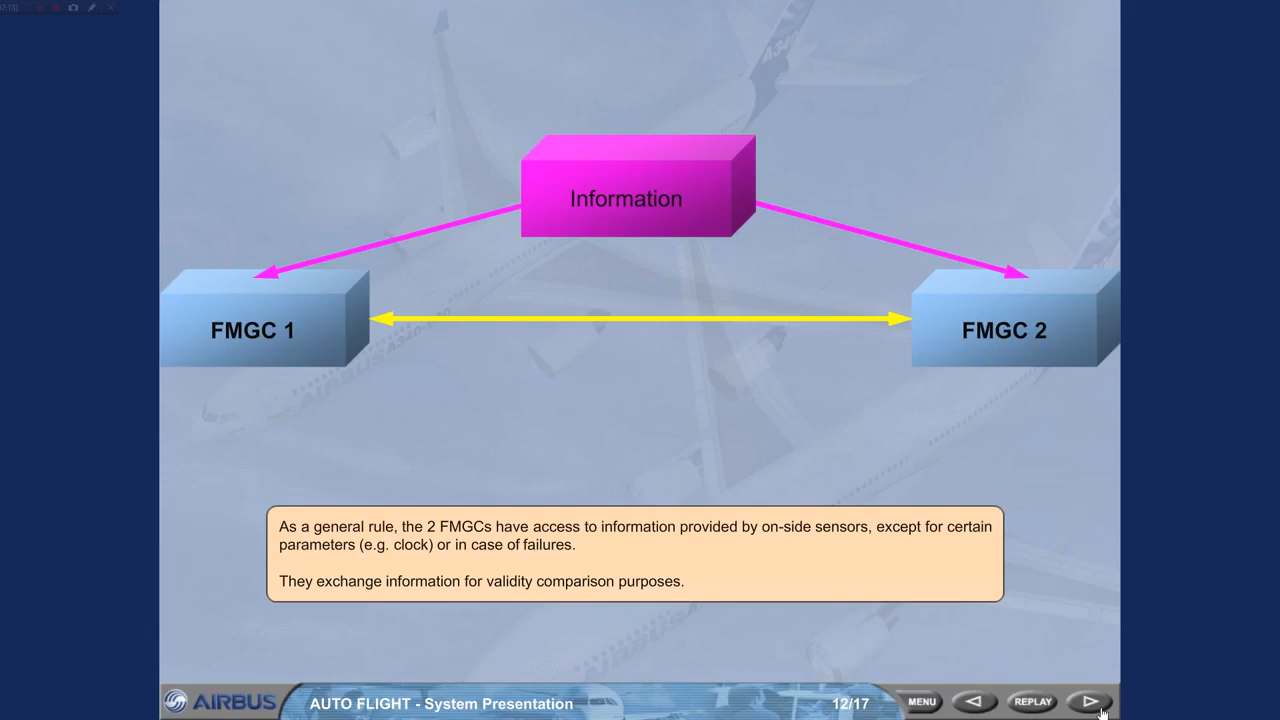 Information
FMGC 1
FMGC 2
As a general rule, the 2 FMGCs have access to information provided by on-side sensors, except for certain
parameters (e.g. clock) or in case of failures.
They exchange information for validity comparison purposes.
AIRBUS
AUTO FLIGHT - System Presentation
12/17
MENU
REPLAY